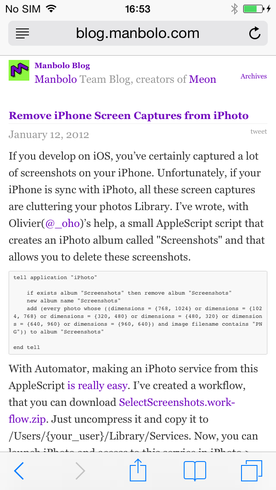 No SIM 16:53
blog.manbolo.com
Manbolo Blog
Manbolo Team Blog, creators of Meon
Archives
Remove iPhone Screen Captures from iPhoto
January 12, 2012
tweet
If you develop on iOS, you've certainly captured a lot
of screenshots on your iPhone. Unfortunately, if your
iPhone is sync with iPhoto, all these screen captures
are cluttering your photos Library. I've wrote, with
Olivier(@_oho)'s help, a small AppleScript script that
creates an iPhoto album called "Screenshots" and that
allows you to delete these screenshots.
tell application "iPhoto"
if exists album "Screenshots" then remove album "Screenshots"
new album name "Screenshots"
add (every photo whose ((dimensions = {768, 1024} or dimensions = {102
4, 768} or dimensions = {320, 480} or dimensions = {480, 320} or dimension
s = {640, 960} or dimensions = {960, 640}) and image filename contains "PN
G")) to album "Screenshots"
end tell
With Automator, making an iPhoto service from this
AppleScript is really easy. I've created a workflow,
that you can download SelectScreenshots.work-
flow.zip. Just uncompress it and copy it to
/Users/{your_user}/Library/Services. Now, you can
launch iPhoto and access to this service in iPhoto >